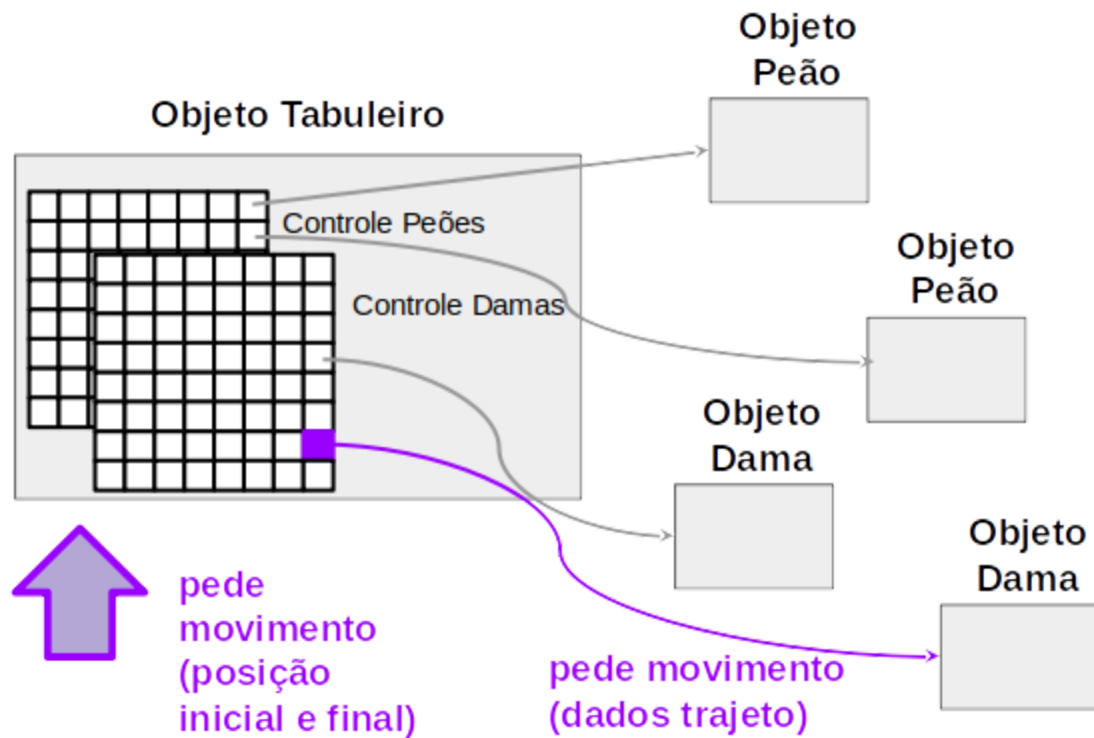 Objeto
Peão
Objeto Tabuleiro
Controle Peões
Objeto
Peão
Controle Damas
Objeto
Dama
Objeto
Dama
pede
movimento
(posição
inicial e final)
pede movimento
(dados trajeto)